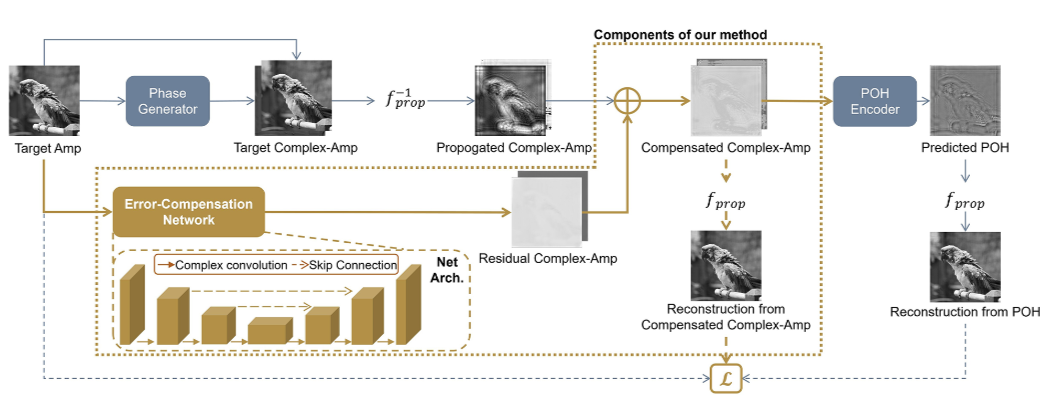 Components of our method
Phase
Generator
f_{prop}^{-1}
POH
Encoder
Target Amp
Target Complex-Amp
Propogated Complex-Amp
Compensated Complex-Amp
Predicted POH
Error-Compensation
Network
f_{prop}
f_{prop}
Residual Complex-Amp
Complex convolution
Skip Connection
Net
Arch.
Reconstruction from
Compensated Complex-Amp
Reconstruction from POH
ℒ